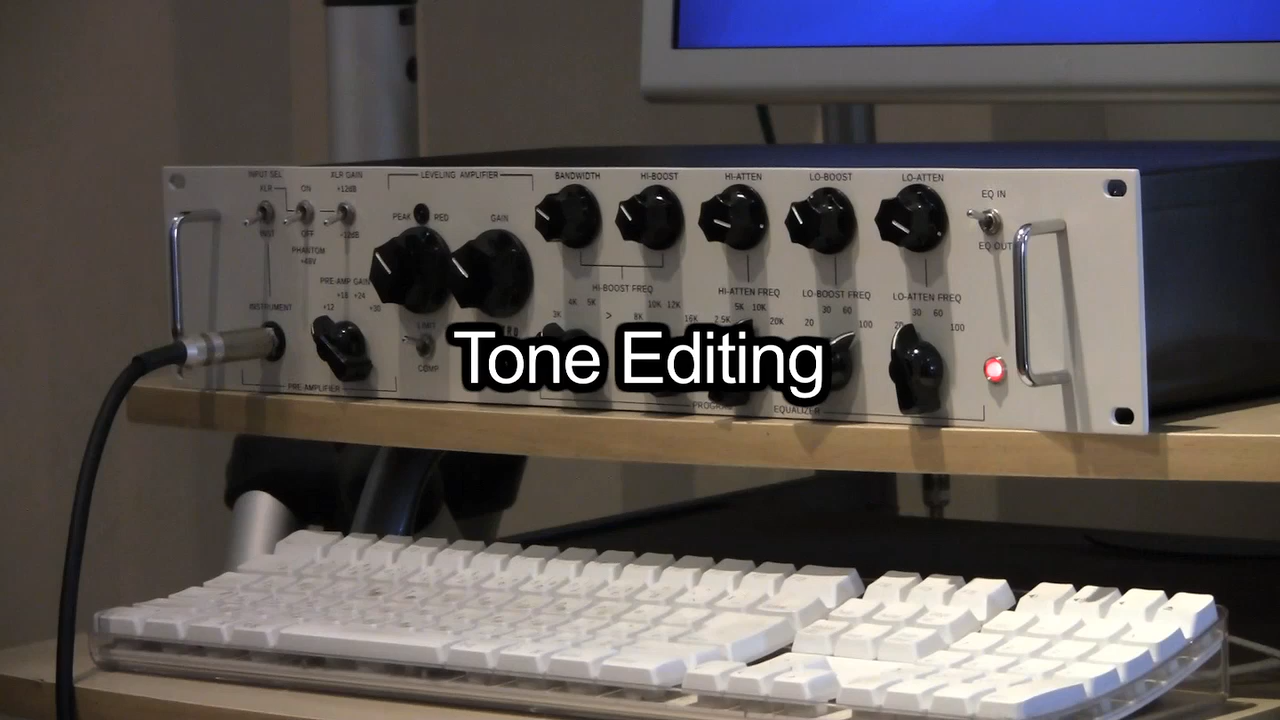 INPUT SEL
XLR
INST
ON
OFF
PHANTOM
+48V
XLR GAIN
+12dB
-12dB
PRE-AMP GAIN
+12
+18
+24
+30
INSTRUMENT
PRE-AMPLIFIER
LEVELING AMPLIFIER
PEAK
RED
GAIN
LIMIT
COMP
BANDWIDTH
HI-BOOST
HI-ATTEN
LO-BOOST
LO-ATTEN
EQ IN
EQ OUT
HI-BOOST FREQ
3K
4K
5K
8K
10K
12K
16K
HI-ATTEN FREQ
2.5K
5K
10K
20K
LO-BOOST FREQ
20
30
60
100
LO-ATTEN FREQ
20
30
60
100
Tone Editing
EQUALIZER